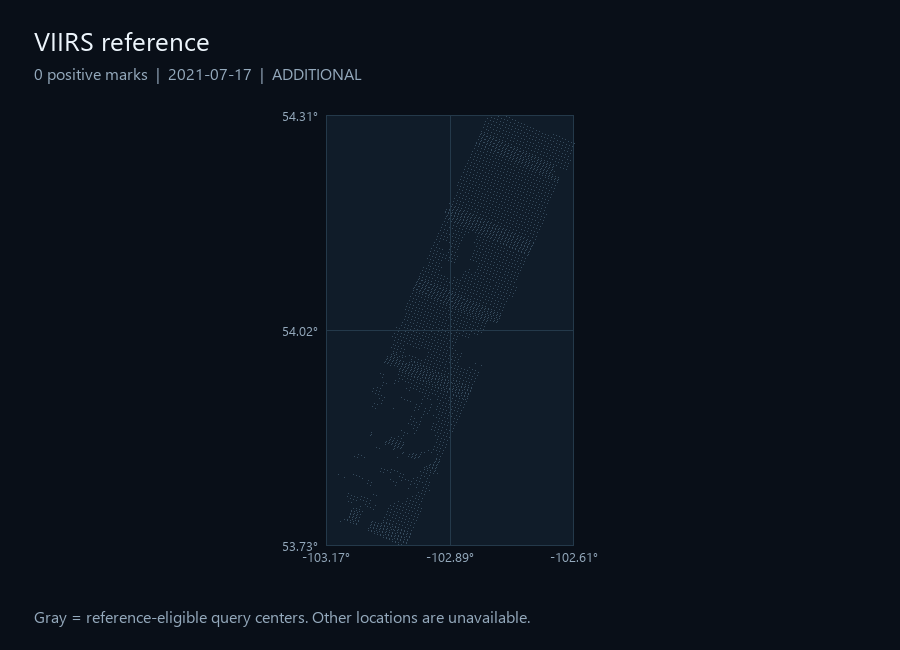 VIIRS reference
0 positive marks | 2021-07-17 | ADDITIONAL
54.31°
54.02°
53.73°
-103.17° -102.89° -102.61°
Gray = reference-eligible query centers. Other locations are unavailable.